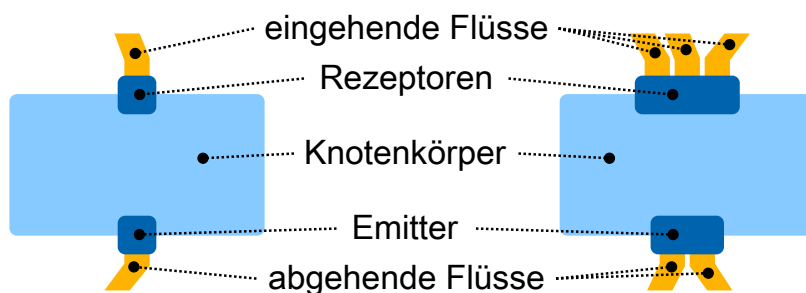 eingehende Flüsse
Rezeptoren
Knotenkörper
Emitter
abgehende Flüsse